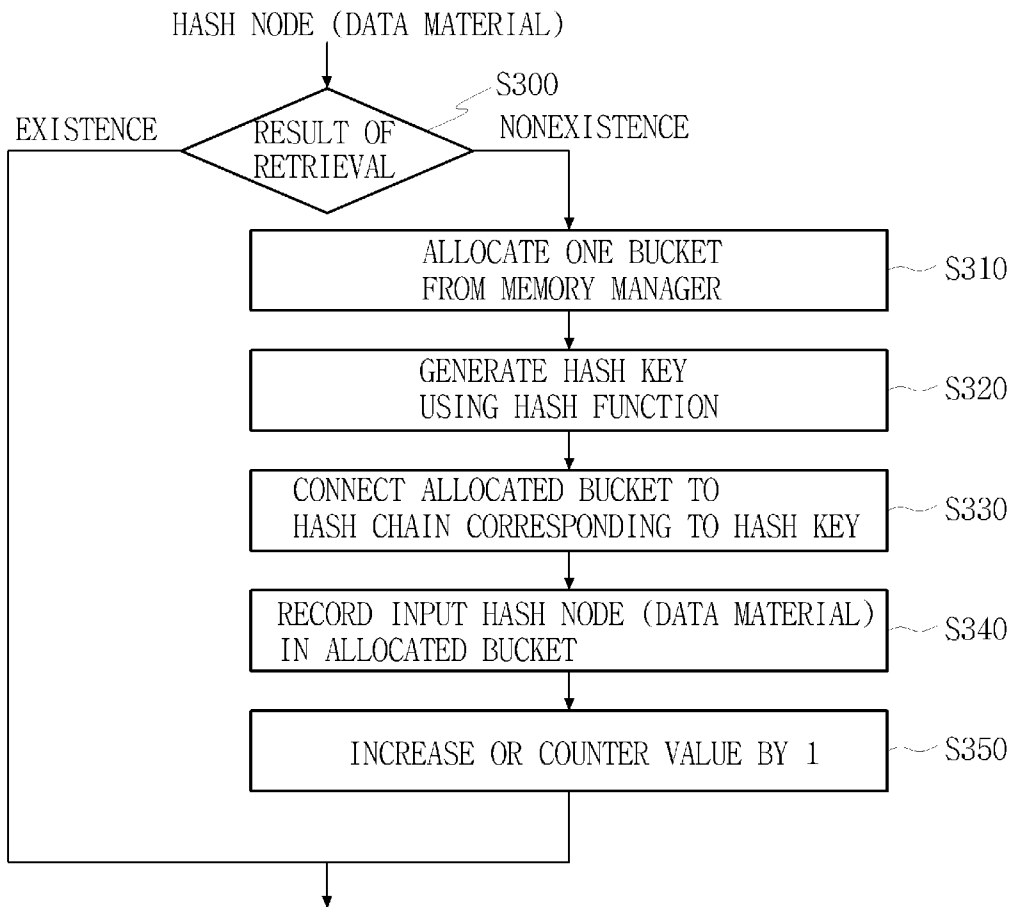 HASH NODE (DATA MATERIAL)
S300
EXISTENCE
RESULT OF
RETRIEVAL
NONEXISTENCE
ALLOCATE ONE BUCKET
FROM MEMORY MANAGER
S310
GENERATE HASH KEY
USING HASH FUNCTION
S320
CONNECT ALLOCATED BUCKET TO
HASH CHAIN CORRESPONDING TO HASH KEY
S330
RECORD INPUT HASH NODE (DATA MATERIAL)
IN ALLOCATED BUCKET
S340
INCREASE OR COUNTER VALUE BY 1
S350